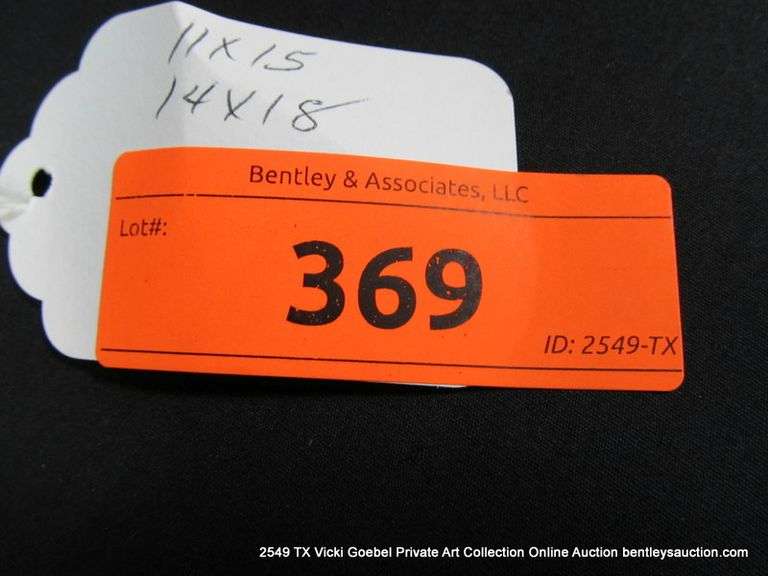 11X15
14X18
Bentley & Associates, LLC
Lot#:
369
ID: 2549-TX
2549 TX Vicki Goebel Private Art Collection Online Auction bentleysauction.com